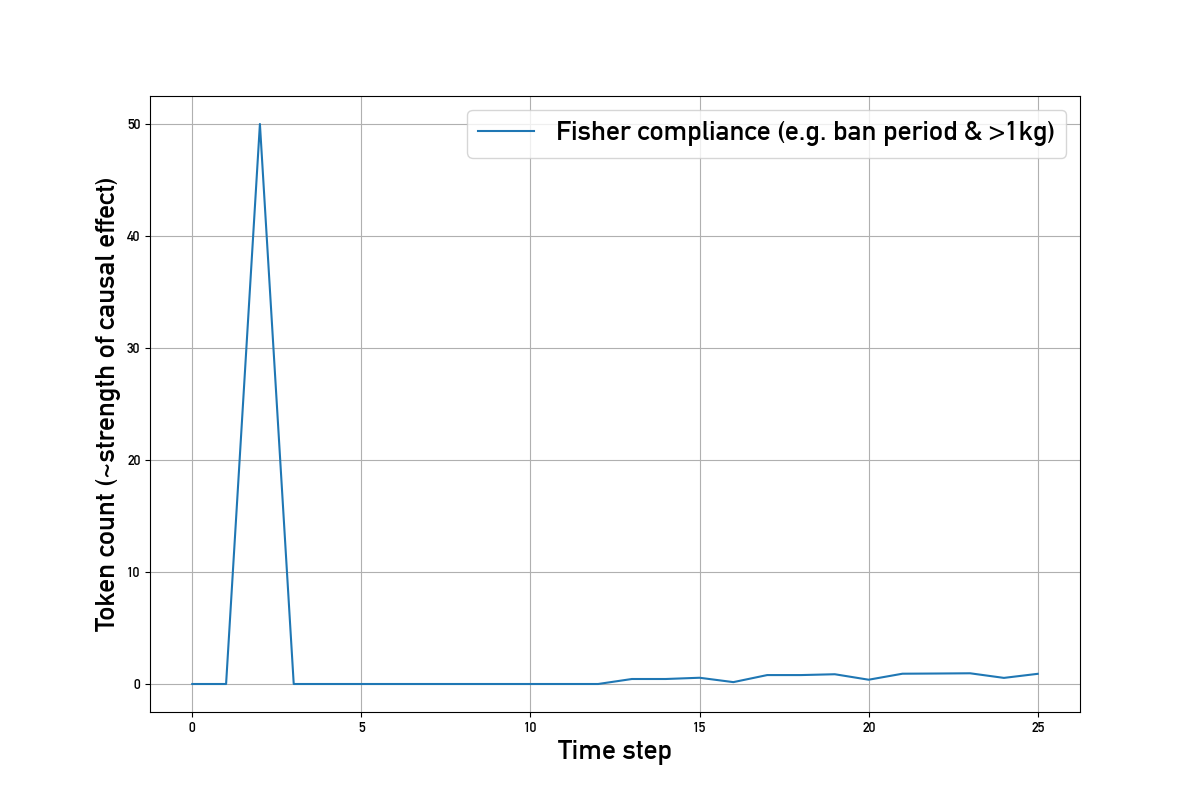 Fisher compliance (e.g. ban period & >1kg)
Token count (~strength of causal effect)
50
40
30
20
10
0
0 5 10 15 20 25
Time step